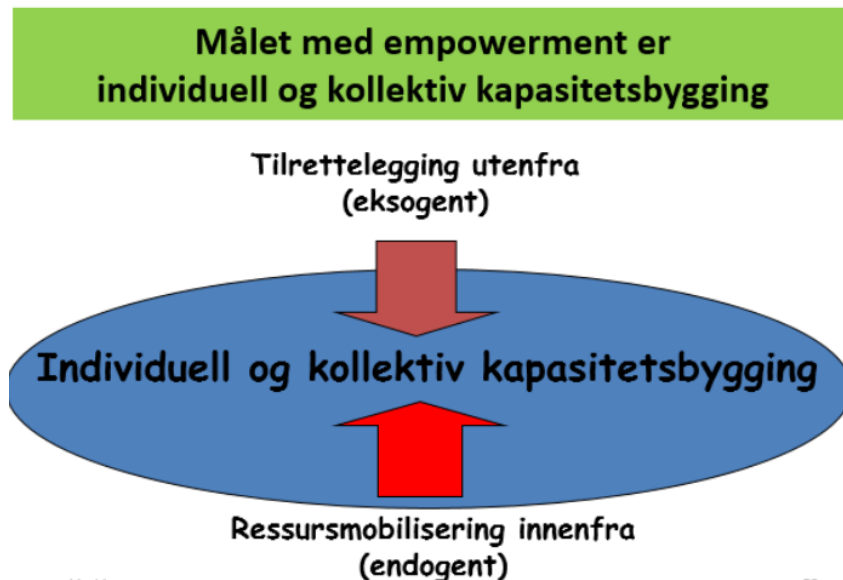 Målet med empowerment er
individuell og kollektiv kapasitetsbygging
Tilrettelegging utenfra
(eksogent)
Individuell og kollektiv kapasitetsbygging
Ressursmobilisering innenfra
(endogent)